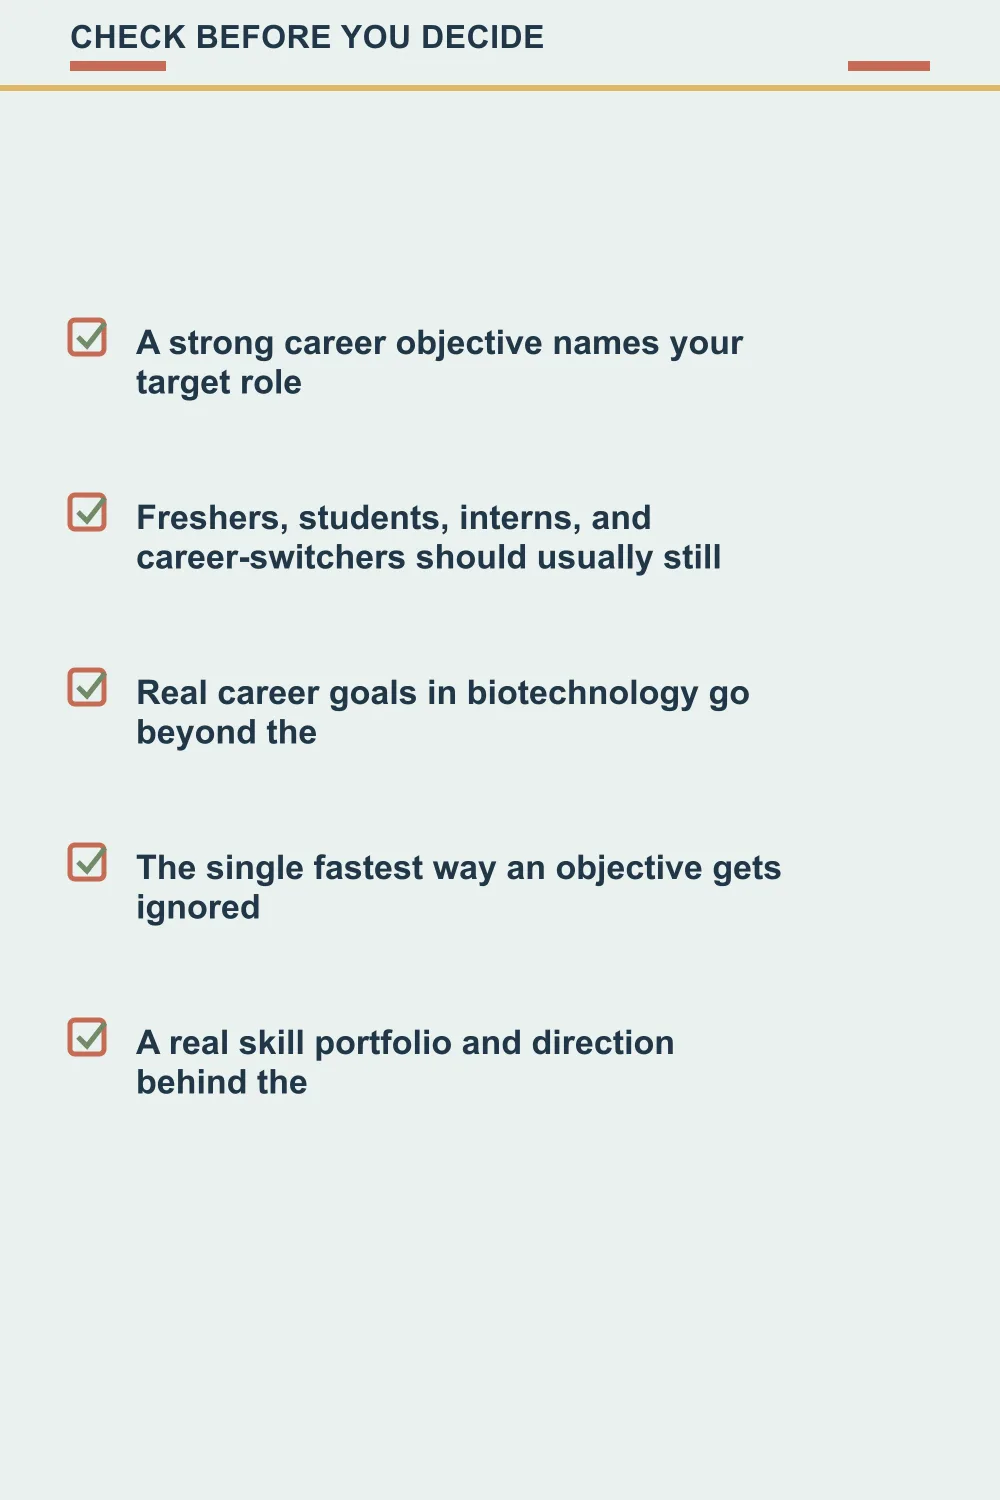 CHECK BEFORE YOU DECIDE
A strong career objective names your
target role
Freshers, students, interns, and
career-switchers should usually still
Real career goals in biotechnology go
beyond the
The single fastest way an objective gets
ignored
A real skill portfolio and direction
behind the